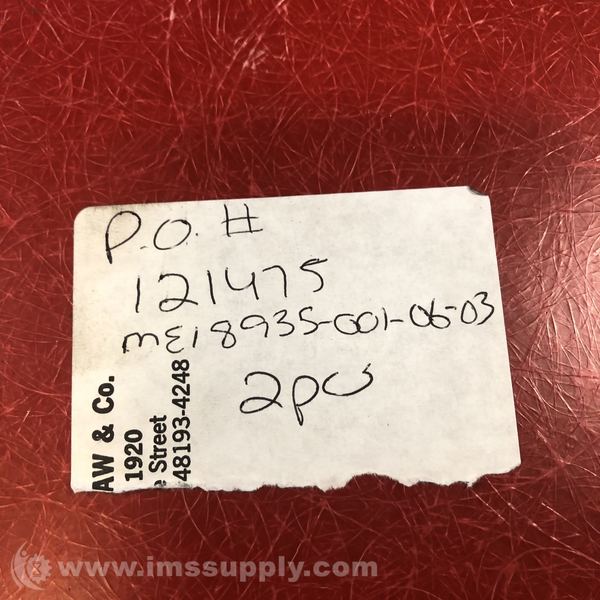 P.O. #
121475
ME18935-001-06-03
2pc
AW & Co.
1920
e Street
48193-4248
www.imssupply.com